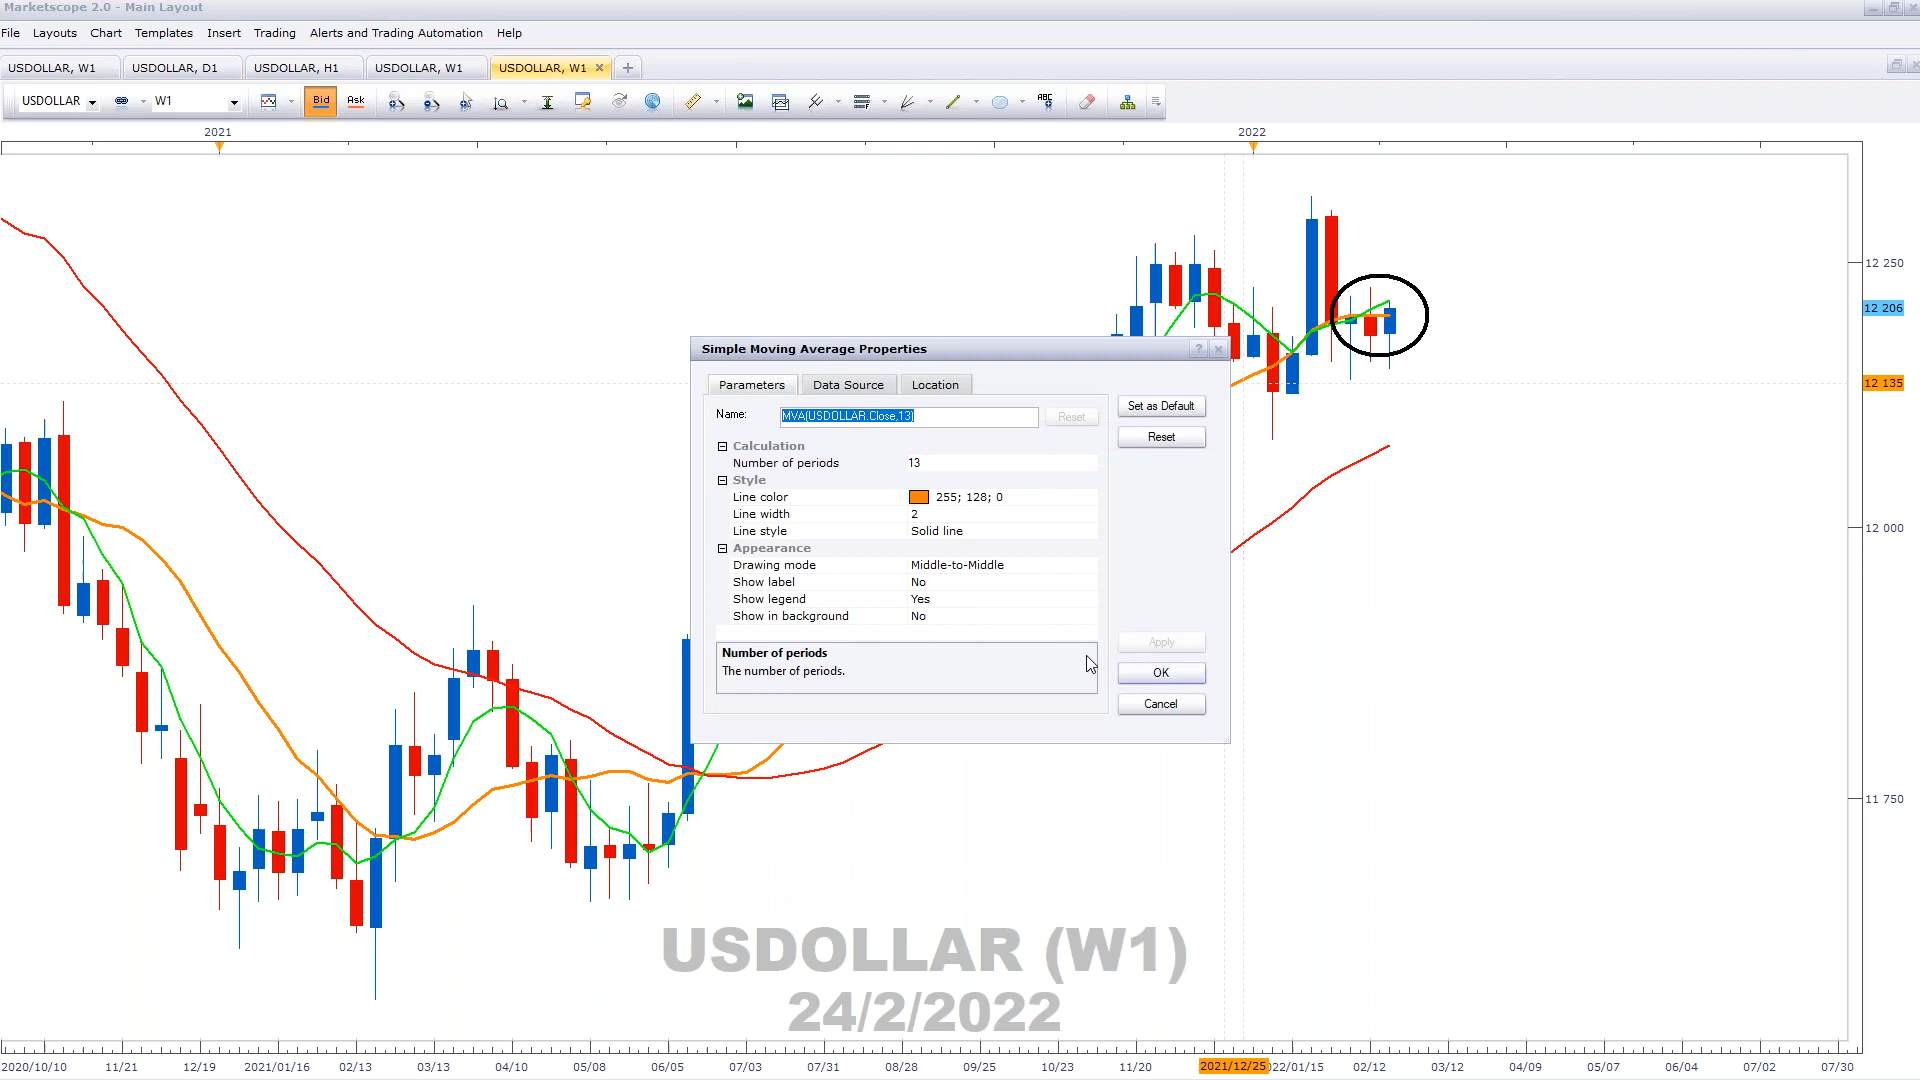 Marketscope 2.0 - Main Layout
File Layouts Chart Templates Insert Trading Alerts and Trading Automation Help
USDOLLAR, W1 USDOLLAR, D1 USDOLLAR, H1 USDOLLAR, W1 USDOLLAR, W1
USDOLLAR W1 Bid Ask ABC
2021 2022
12 250
12 206
12 135
12 000
11 750
Simple Moving Average Properties
Parameters Data Source Location
Name: MVA(USDOLLAR.Close,13) Reset
Set as Default
Reset
Calculation
Number of periods 13
Style
Line color 255; 128; 0
Line width 2
Line style Solid line
Appearance
Drawing mode Middle-to-Middle
Show label No
Show legend Yes
Show in background No
Number of periods
The number of periods.
Apply
OK
Cancel
USDOLLAR (W1)
24/2/2022
2020/10/10 11/21 12/19 2021/01/16 02/13 03/13 04/10 05/08 06/05 07/03 07/31 08/28 09/25 10/23 11/20 2021/12/25 22/01/15 02/12 03/12 04/09 05/07 06/04 07/02 07/30